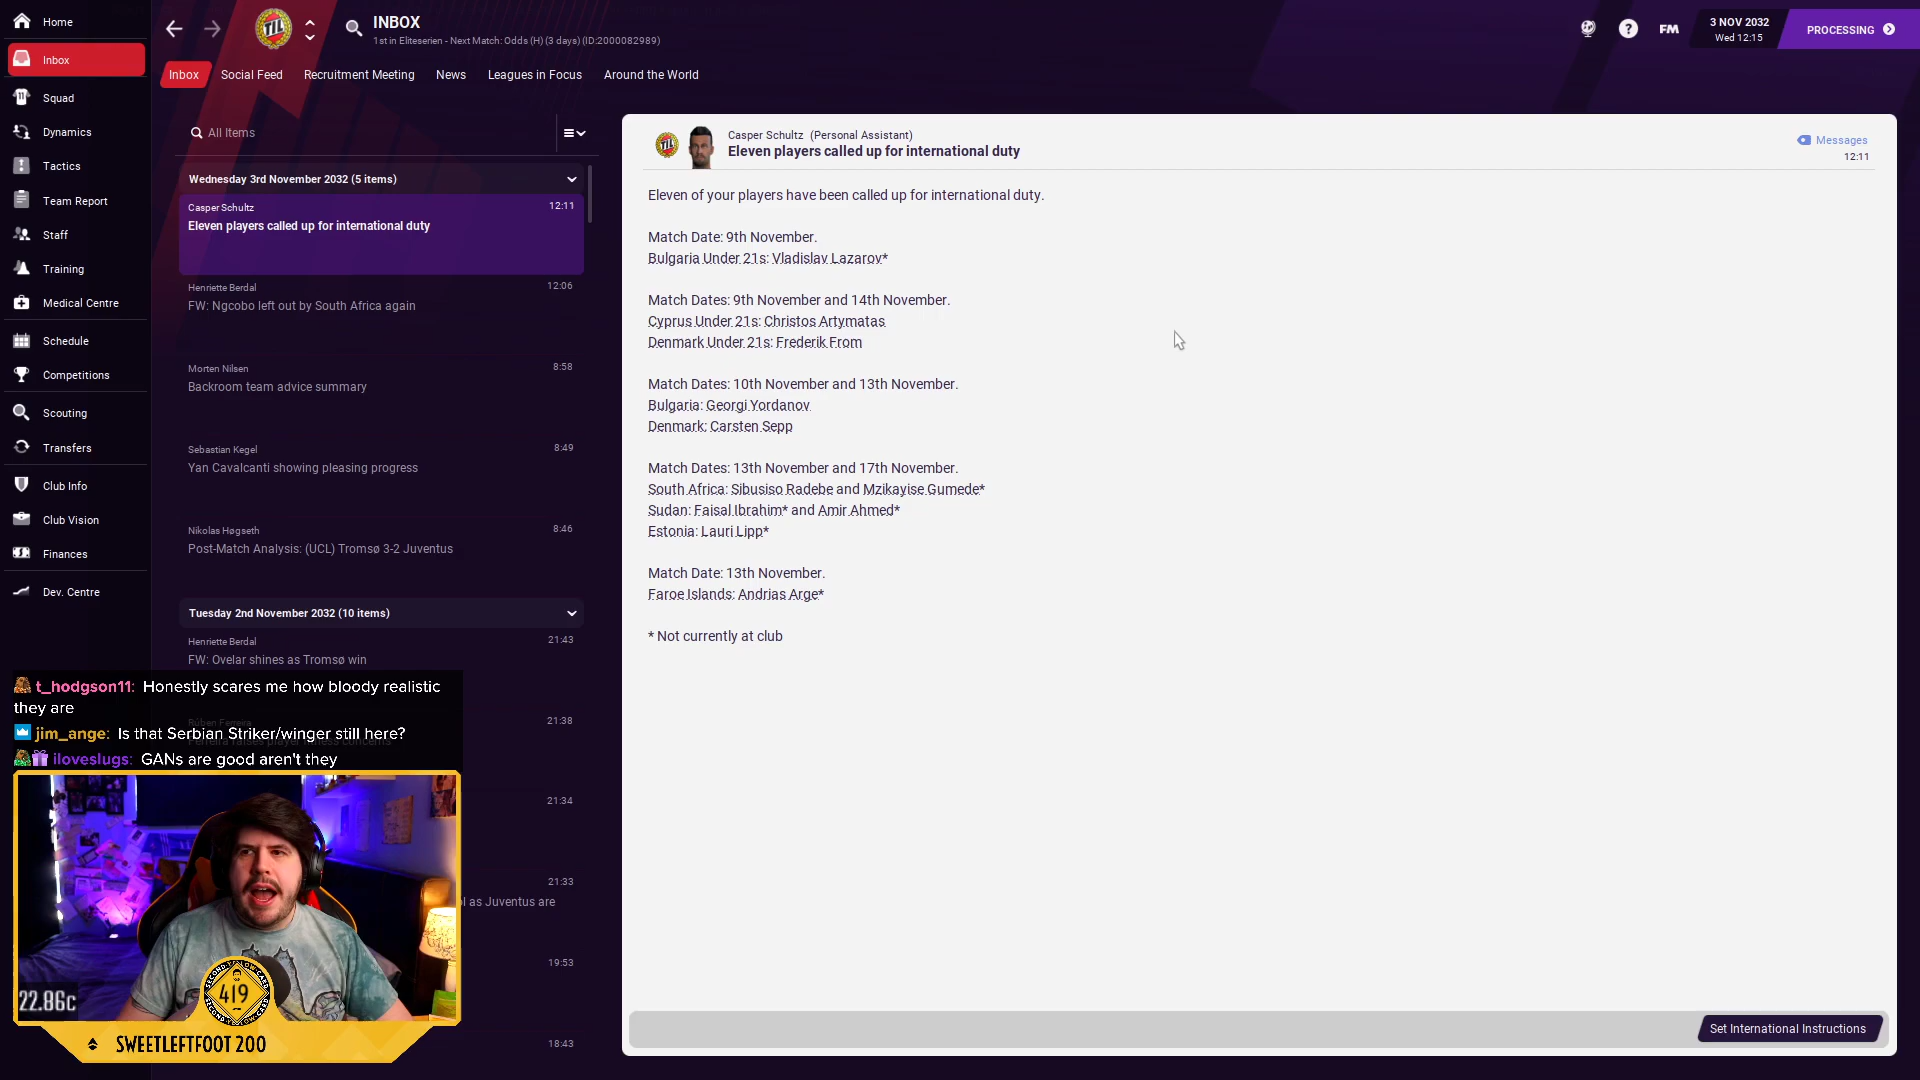 Home
Inbox
Squad
Dynamics
Tactics
Team Report
Staff
Training
Medical Centre
Schedule
Competitions
Scouting
Transfers
Club Info
Club Vision
Finances
Dev. Centre
TIL
INBOX
1st in Eliteserien - Next Match: Odds (H) (3 days) (ID:2000082989)
FM
3 NOV 2032
Wed 12:15
PROCESSING
Inbox
Social Feed
Recruitment Meeting
News
Leagues in Focus
Around the World
All Items
Wednesday 3rd November 2032 (5 items)
Casper Schultz
12:11
Eleven players called up for international duty
Henriette Berdal
12:06
FW: Ngcobo left out by South Africa again
Morten Nilsen
8:58
Backroom team advice summary
Sebastian Kegel
8:49
Yan Cavalcanti showing pleasing progress
Nikolas Høgseth
8:46
Post-Match Analysis: (UCL) Tromsø 3-2 Juventus
Tuesday 2nd November 2032 (10 items)
Henriette Berdal
21:43
FW: Ovelar shines as Tromsø win
Rúben Ferreira
21:38
Ferreira raises player fitness concerns
21:34
21:33
l as Juventus are
19:53
18:43
TIL
Casper Schultz (Personal Assistant)
Eleven players called up for international duty
Messages
12:11
Eleven of your players have been called up for international duty.
Match Date: 9th November.
Bulgaria Under 21s: Vladislav Lazarov*
Match Dates: 9th November and 14th November.
Cyprus Under 21s: Christos Artymatas
Denmark Under 21s: Frederik From
Match Dates: 10th November and 13th November.
Bulgaria: Georgi Yordanov
Denmark: Carsten Sepp
Match Dates: 13th November and 17th November.
South Africa: Sibusiso Radebe and Mzikayise Gumede*
Sudan: Faisal Ibrahim* and Amir Ahmed*
Estonia: Lauri Lipp*
Match Date: 13th November.
Faroe Islands: Andrias Arge*
* Not currently at club
Set International Instructions
t_hodgson11: Honestly scares me how bloody realistic
they are
jim_ange: Is that Serbian Striker/winger still here?
iloveslugs: GANs are good aren't they
22.86c
SECOND YELLOW CARD
419
SWEETLEFTFOOT 200